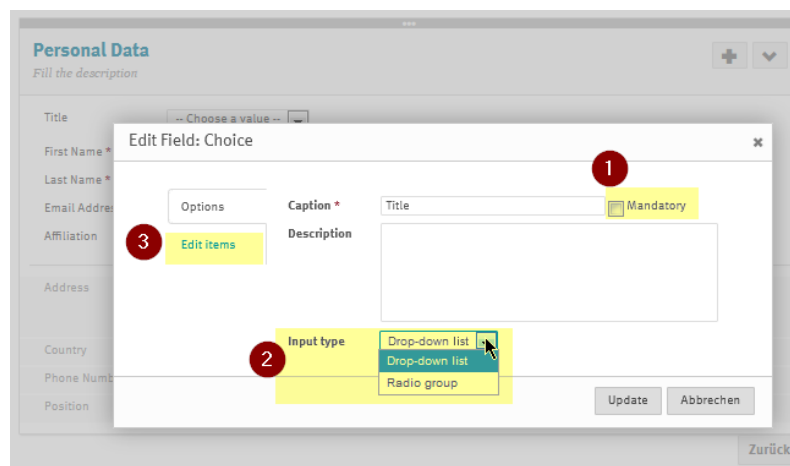 Personal Data
Fill the description
Title
-- Choose a value --
Edit Field: Choice
First Name *
1
Last Name *
Options
Caption *
Title
Mandatory
Email
Affiliation
3
Edit items
Description
Address
Input type
Drop-down list
2
Drop-down list
Country
Radio group
Phone
Position
Update
Abbrechen
Zurück